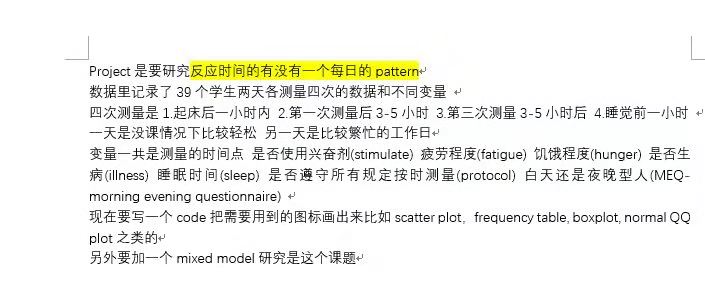 Project 是要研究反应时间的有没有一个每日的 pattern
数据里记录了 39 个学生两天各测量四次的数据和不同变量
四次测量是 1.起床后一小时内 2.第一次测量后 3-5 小时 3.第三次测量 3-5 小时后 4.睡觉前一小时
一天是没课情况下比较轻松 另一天是比较繁忙的工作日
变量一共是测量的时间点 是否使用兴奋剂(stimulate) 疲劳程度(fatigue) 饥饿程度(hunger) 是否生
病(illness) 睡眠时间(sleep) 是否遵守所有规定按时测量(protocol) 白天还是夜晚型人(MEQ-
morning evening questionnaire)
现在要写一个 code 把需要用到的图标画出来比如 scatter plot，frequency table, boxplot, normal QQ
plot 之类的
另外要加一个 mixed model 研究是这个课题